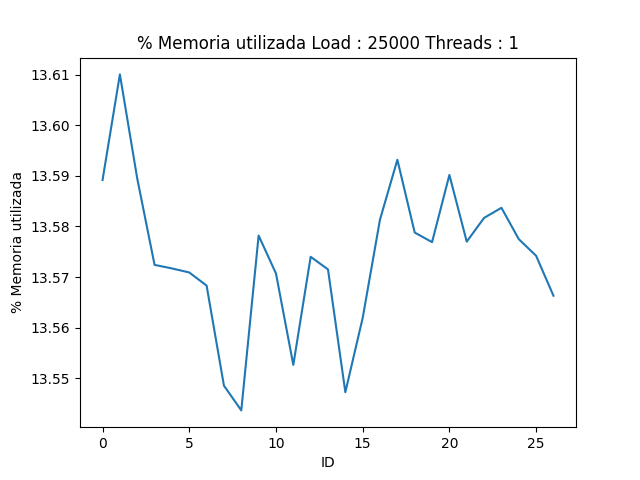 % Memoria utilizada Load : 25000 Threads : 1
% Memoria utilizada
13.61
13.60
13.59
13.58
13.57
13.56
13.55
0 5 10 15 20 25
ID